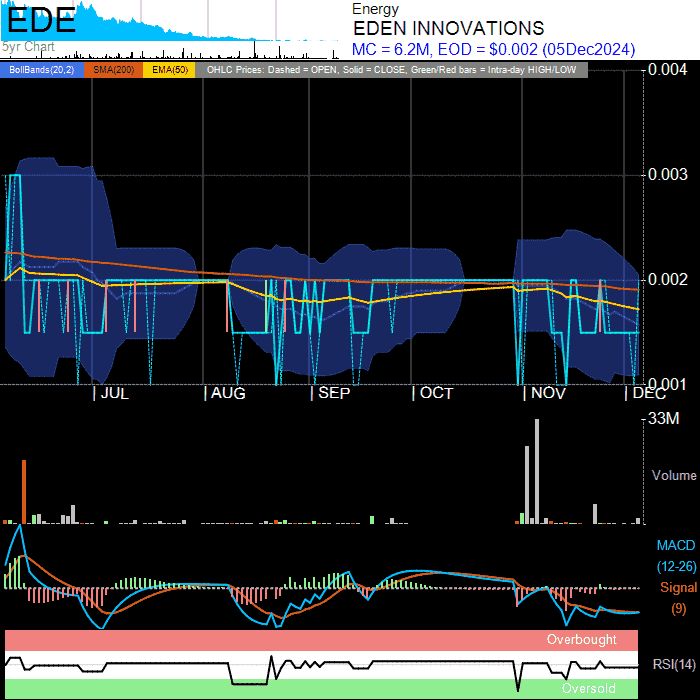 EDE
5yr Chart
Energy
EDEN INNOVATIONS
MC = 6.2M, EOD = $0.002 (05Dec2024)
BollBands(20,2) SMA(200) EMA(50) OHLC Prices: Dashed = OPEN, Solid = CLOSE, Green/Red bars = Intra-day HIGH/LOW
0.004
0.003
0.002
0.001
JUL AUG SEP OCT NOV DEC
33M
Volume
MACD
(12-26)
Signal
(9)
Overbought
RSI(14)
Oversold